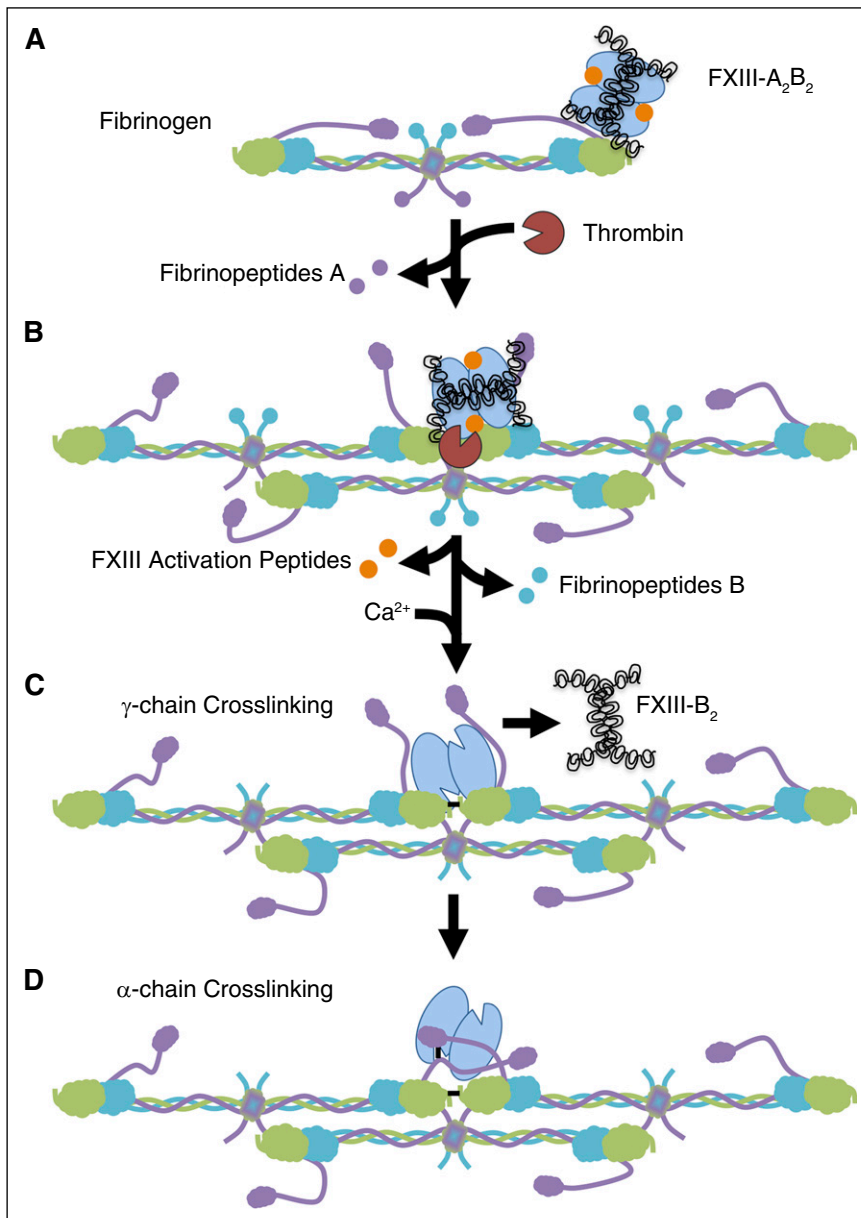 A
FXIII-A₂B₂
Fibrinogen
Thrombin
Fibrinopeptides A
B
FXIII Activation Peptides
Fibrinopeptides B
Ca²⁺
C
γ-chain Crosslinking
FXIII-B₂
D
α-chain Crosslinking